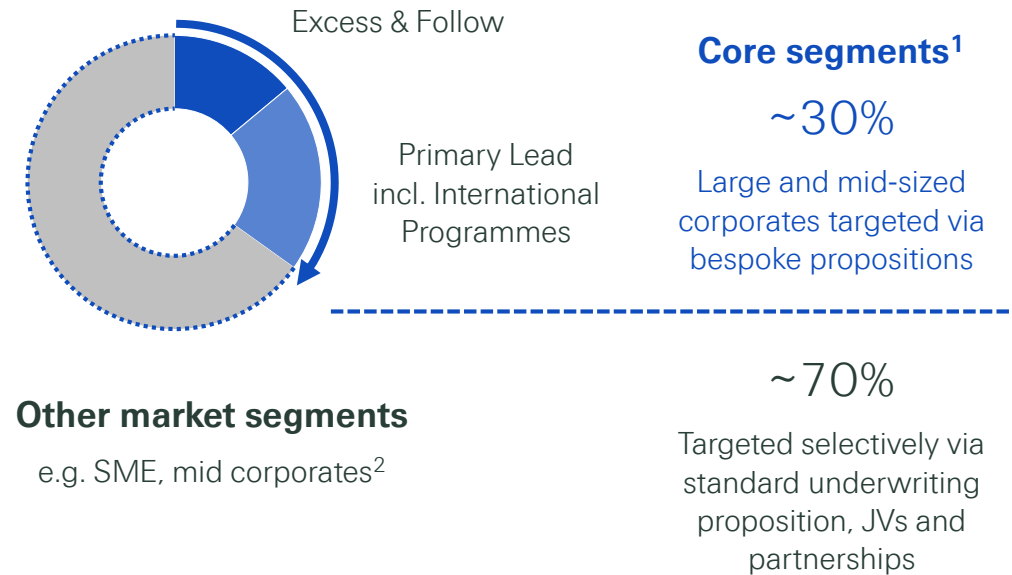 Excess & Follow
Primary Lead
incl. International
Programmes
Core segments¹
~30%
Large and mid-sized
corporates targeted via
bespoke propositions
Other market segments
e.g. SME, mid corporates²
~70%
Targeted selectively via
standard underwriting
proposition, JVs and
partnerships